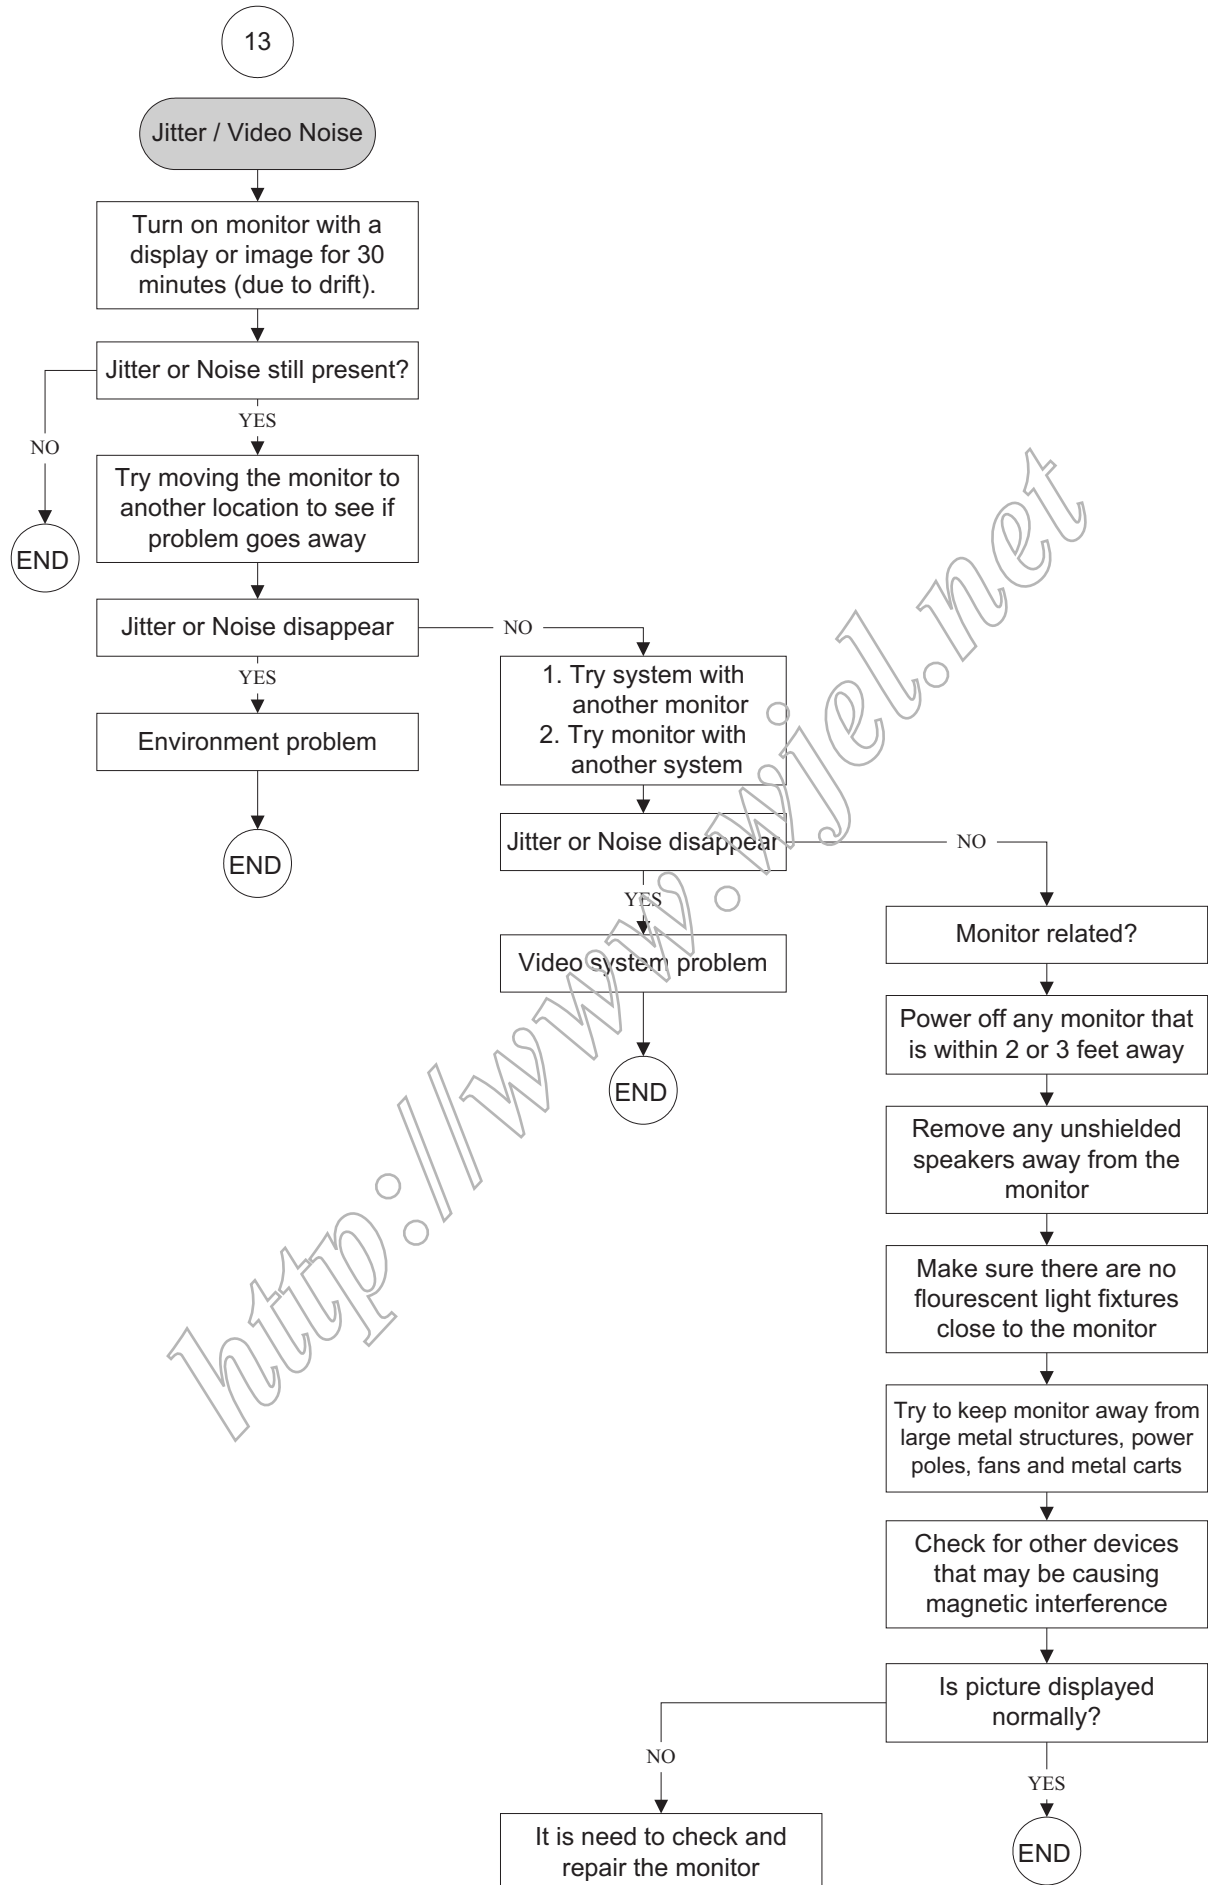 13
Jitter / Video Noise
Turn on monitor with a
display or image for 30
minutes (due to drift).
Jitter or Noise still present?
NO
YES
END
Try moving the monitor to
another location to see if
problem goes away
Jitter or Noise disappear
NO
YES
Environment problem
END
1. Try system with
another monitor
2. Try monitor with
another system
Jitter or Noise disappear
NO
YES
Video system problem
END
Monitor related?
Power off any monitor that
is within 2 or 3 feet away
Remove any unshielded
speakers away from the
monitor
Make sure there are no
flourescent light fixtures
close to the monitor
Try to keep monitor away from
large metal structures, power
poles, fans and metal carts
Check for other devices
that may be causing
magnetic interference
Is picture displayed
normally?
NO
YES
It is need to check and
repair the monitor
END
http://www.wjel.net